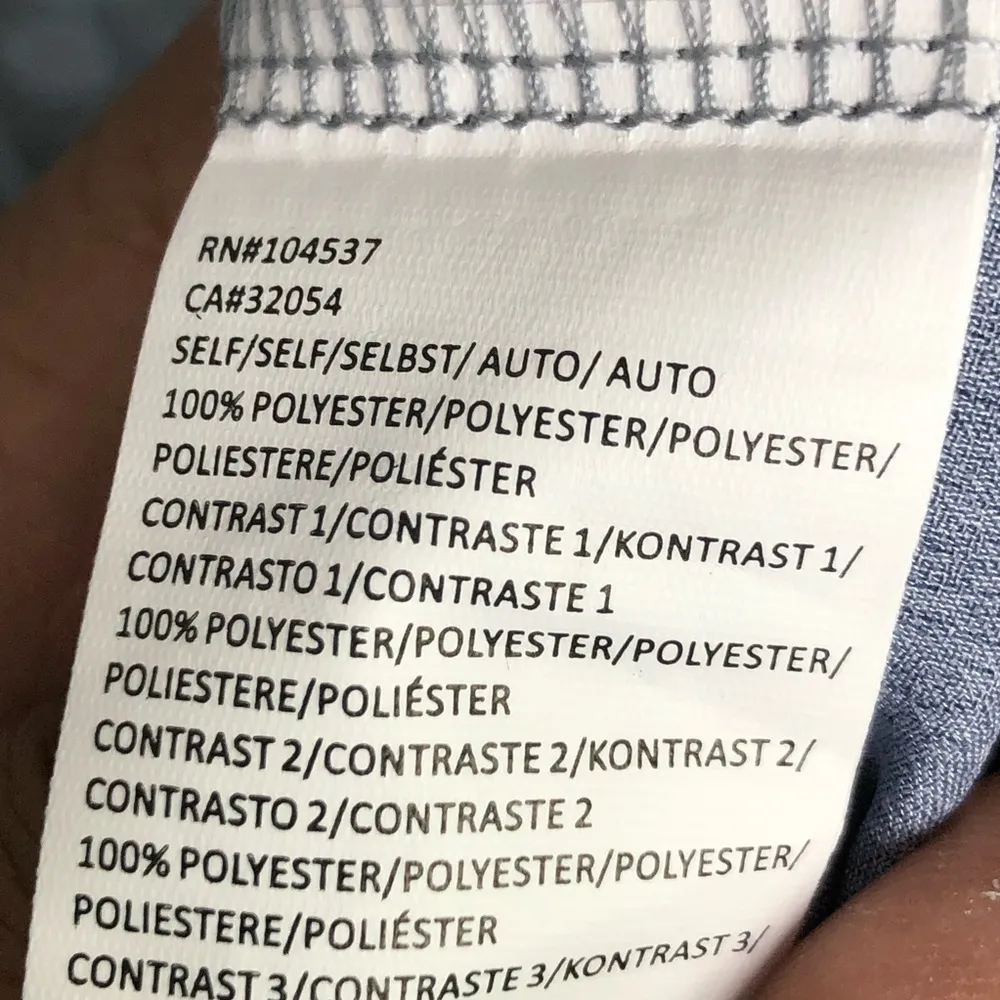 RN#104537
CA#32054
SELF/SELF/SELBST/ AUTO/ AUTO
100% POLYESTER/POLYESTER/POLYESTER/
POLIESTERE/POLIÉSTER
CONTRAST 1/CONTRASTE 1/KONTRAST 1/
CONTRASTO 1/CONTRASTE 1
100% POLYESTER/POLYESTER/POLYESTER/
POLIESTERE/POLIÉSTER
CONTRAST 2/CONTRASTE 2/KONTRAST 2/
CONTRASTO 2/CONTRASTE 2
100% POLYESTER/POLYESTER/POLYESTER/
POLIESTERE/POLIÉSTER
CONTRAST 3/CONTRASTE 3/KONTRAST 3/